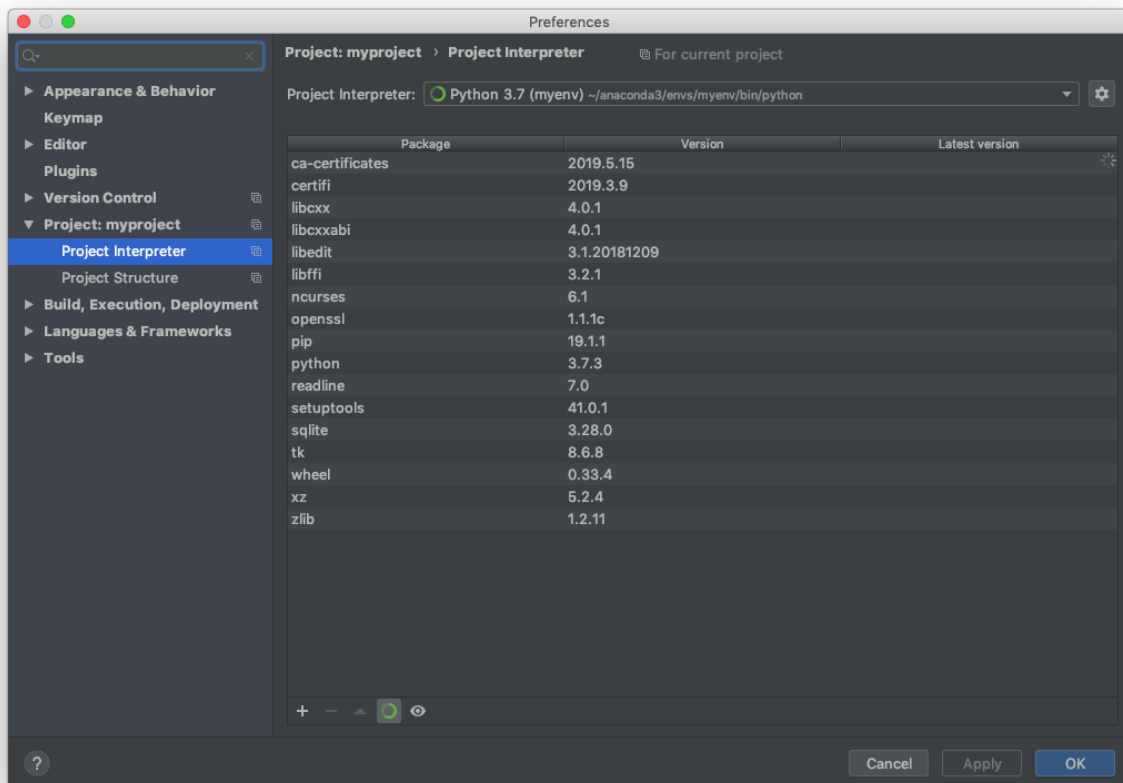 Preferences
Appearance & Behavior
Keymap
Editor
Plugins
Version Control
Project: myproject
Project Interpreter
Project Structure
Build, Execution, Deployment
Languages & Frameworks
Tools
Project: myproject › Project Interpreter For current project
Project Interpreter: Python 3.7 (myenv) ~/anaconda3/envs/myenv/bin/python
Package Version Latest version
ca-certificates 2019.5.15
certifi 2019.3.9
libcxx 4.0.1
libcxxabi 4.0.1
libedit 3.1.20181209
libffi 3.2.1
ncurses 6.1
openssl 1.1.1c
pip 19.1.1
python 3.7.3
readline 7.0
setuptools 41.0.1
sqlite 3.28.0
tk 8.6.8
wheel 0.33.4
xz 5.2.4
zlib 1.2.11
? Cancel Apply OK